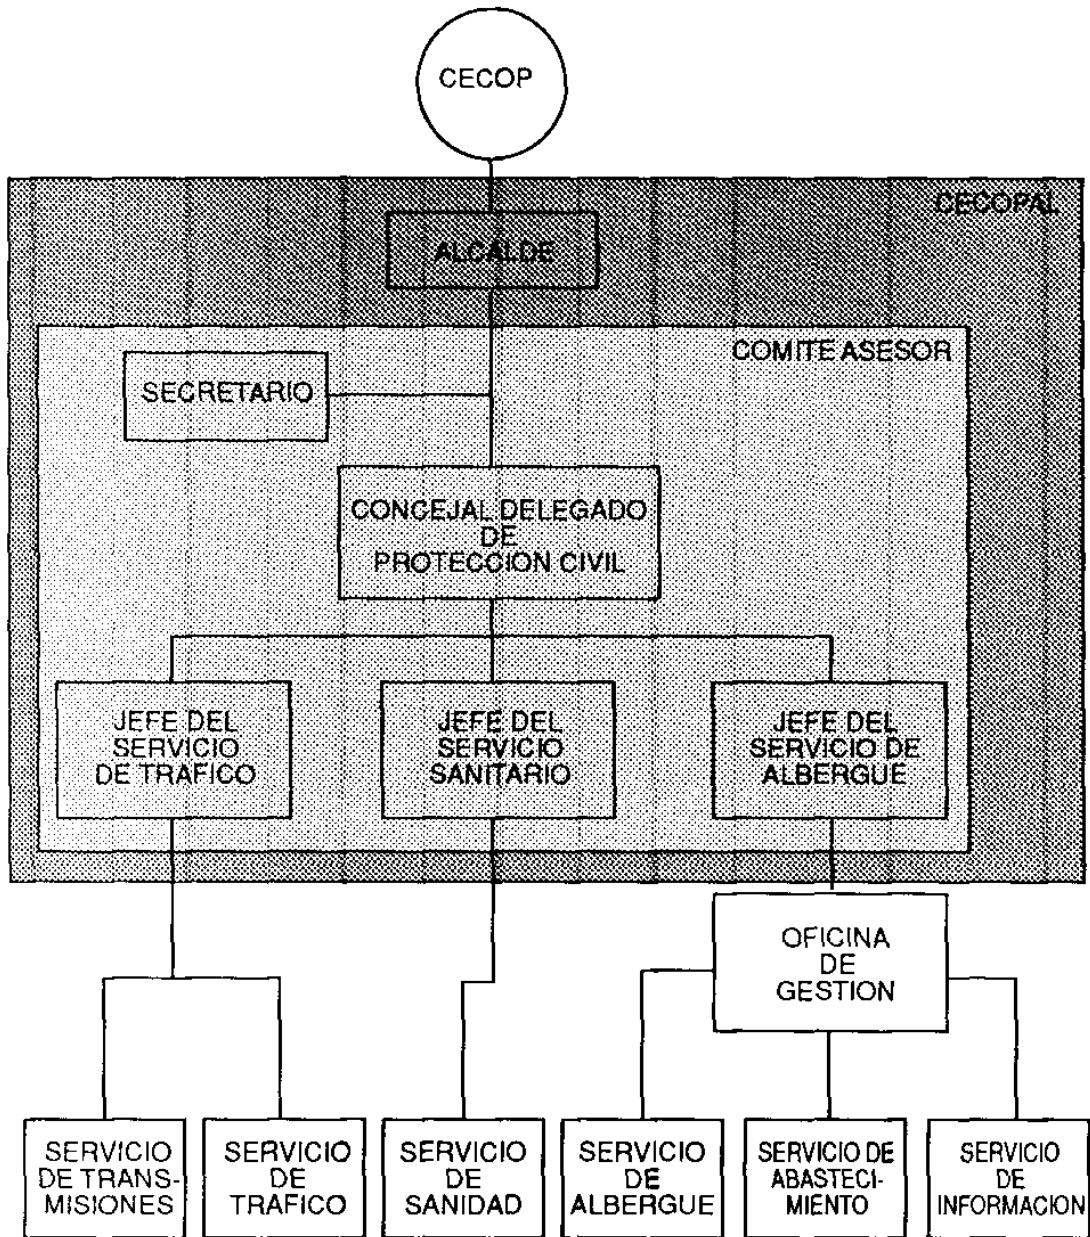 CECOP
CECOPAL
ALCALDE
COMITE ASESOR
SECRETARIO
CONCEJAL DELEGADO
DE
PROTECCION CIVIL
JEFE DEL
SERVICIO
DE TRAFICO
JEFE DEL
SERVICIO
SANITARIO
JEFE DEL
SERVICIO DE
ALBERGUE
OFICINA
DE
GESTION
SERVICIO
DE TRANS-
MISIONES
SERVICIO
DE
TRAFICO
SERVICIO
DE
SANIDAD
SERVICIO
DE
ALBERGUE
SERVICIO DE
ABASTECI-
MIENTO
SERVICIO
DE
INFORMACION